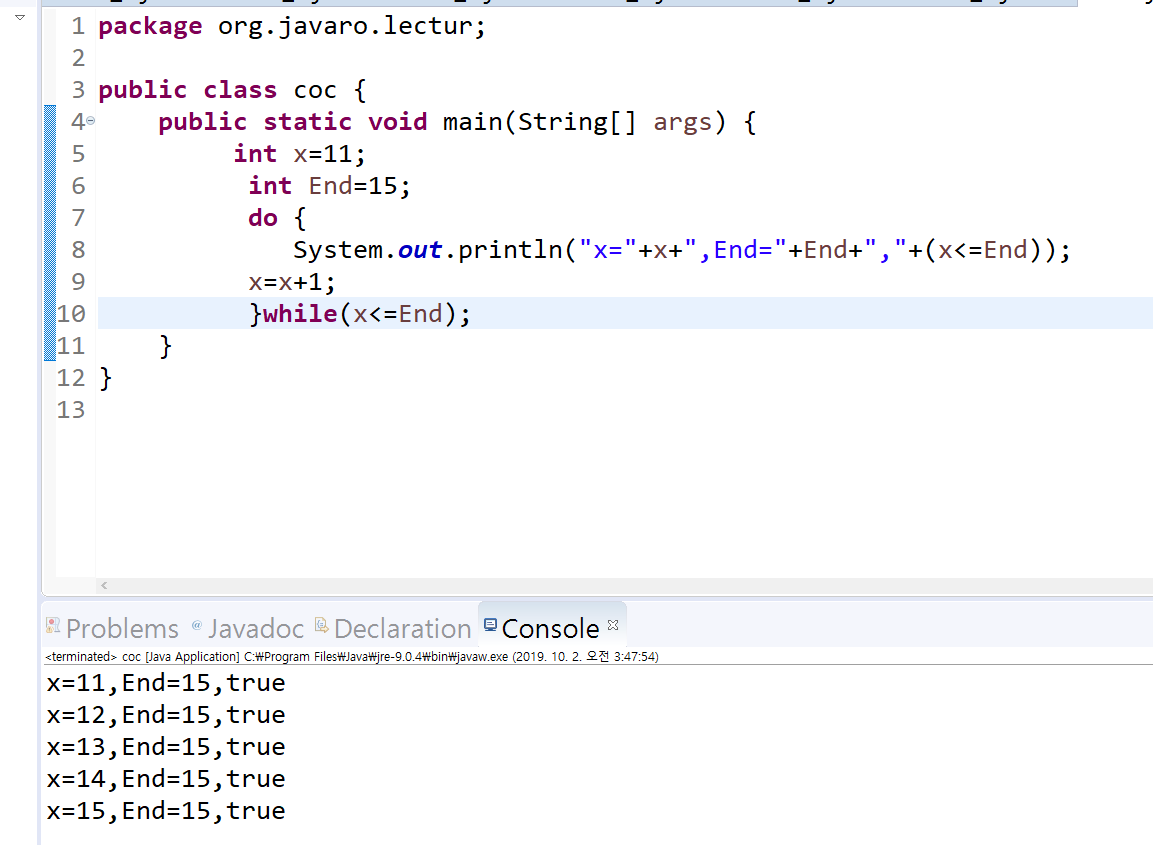 1 package org.javaro.lectur;
2
3 public class coc {
4 public static void main(String[] args) {
5 int x=11;
6 int End=15;
7 do {
8 System.out.println("x="+x+",End="+End+","+(x<=End));
9 x=x+1;
10 }while(x<=End);
11 }
12 }
13
Problems @ Javadoc Declaration Console
<terminated> coc [Java Application] C:₩Program Files₩Java₩jre-9.0.4₩bin₩javaw.exe (2019. 10. 2. 오전 3:47:54)
x=11,End=15,true
x=12,End=15,true
x=13,End=15,true
x=14,End=15,true
x=15,End=15,true